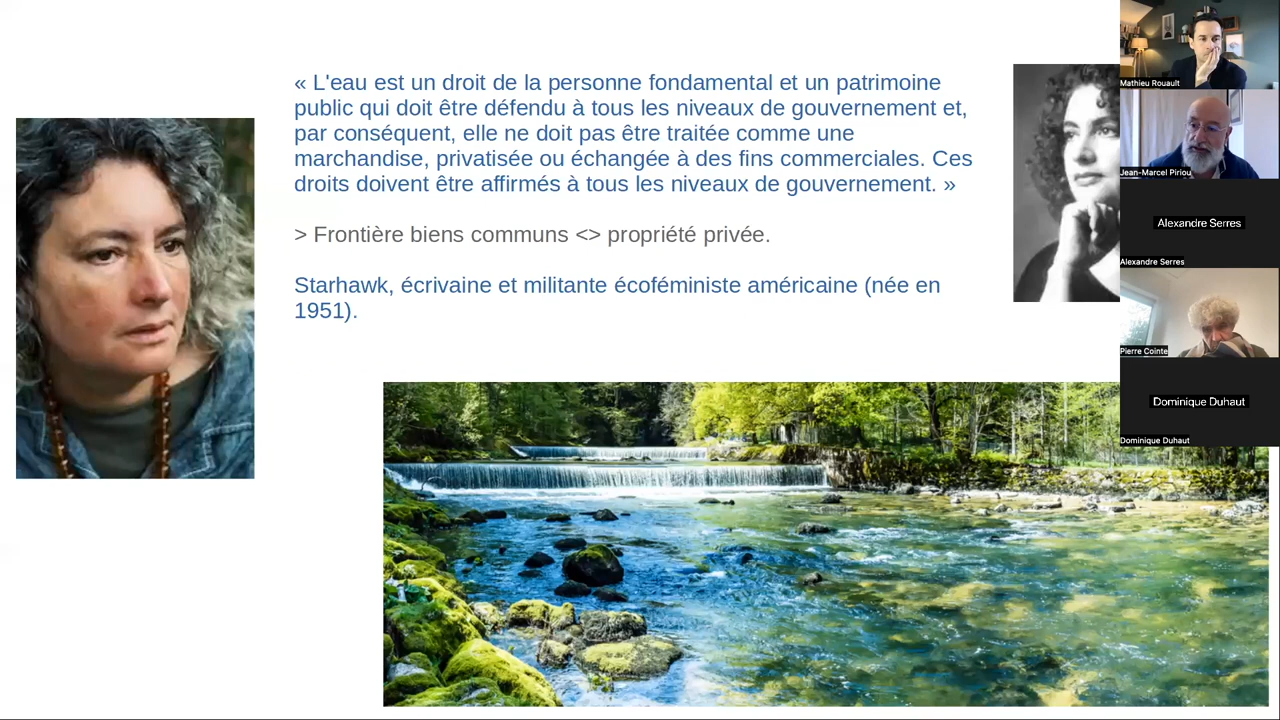 « L'eau est un droit de la personne fondamental et un patrimoine
public qui doit être défendu à tous les niveaux de gouvernement et,
par conséquent, elle ne doit pas être traitée comme une
marchandise, privatisée ou échangée à des fins commerciales. Ces
droits doivent être affirmés à tous les niveaux de gouvernement. »
> Frontière biens communs <> propriété privée.
Starhawk, écrivaine et militante écoféministe américaine (née en
1951).
Mathieu Rouault
Jean-Marcel Piriou
Alexandre Serres
Alexandre Serres
Pierre Cointe
Dominique Duhaut
Dominique Duhaut